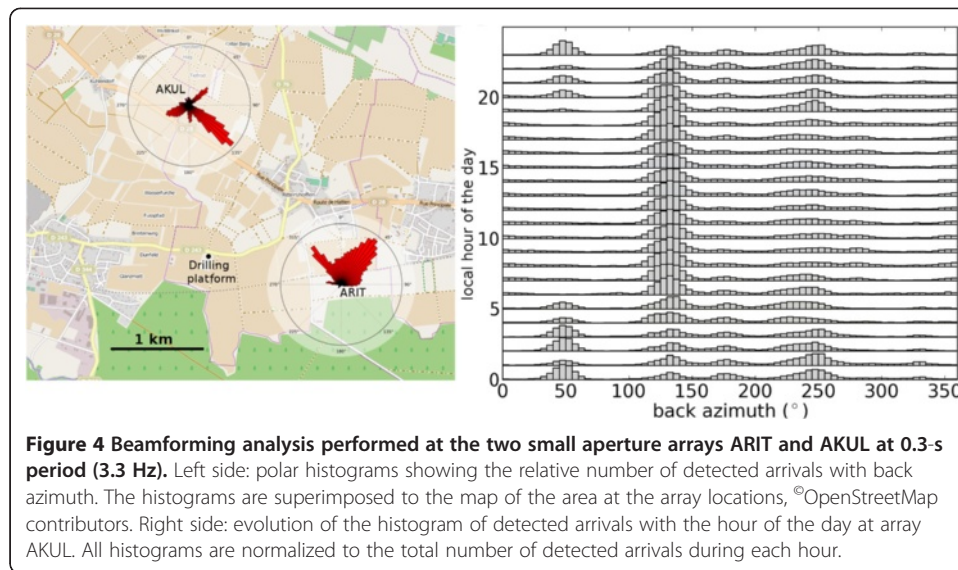 AKUL
Drilling
platform
ARIT
1 km
local hour of the day
20
15
10
5
0
0 50 100 150 200 250 300 350
back azimuth (°)
Figure 4 Beamforming analysis performed at the two small aperture arrays ARIT and AKUL at 0.3-s
period (3.3 Hz). Left side: polar histograms showing the relative number of detected arrivals with back
azimuth. The histograms are superimposed to the map of the area at the array locations, ©OpenStreetMap
contributors. Right side: evolution of the histogram of detected arrivals with the hour of the day at array
AKUL. All histograms are normalized to the total number of detected arrivals during each hour.